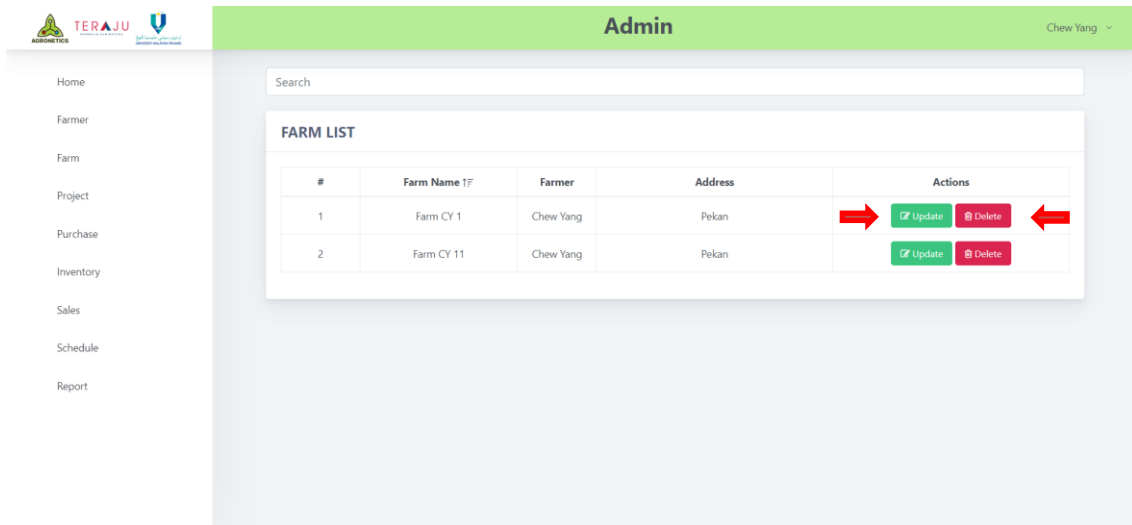 AGRONETICS
TERAJU
Admin
Chew Yang
Home
Farmer
Farm
Project
Purchase
Inventory
Sales
Schedule
Report
Search
FARM LIST
# Farm Name Farmer Address Actions
1 Farm CY 1 Chew Yang Pekan Update Delete
2 Farm CY 11 Chew Yang Pekan Update Delete